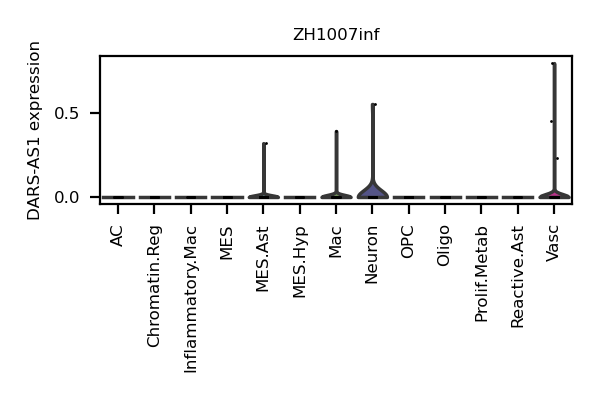 ZH1007inf
DARS-AS1 expression
0.5
0.0
AC
Chromatin.Reg
Inflammatory.Mac
MES
MES.Ast
MES.Hyp
Mac
Neuron
OPC
Oligo
Prolif.Metab
Reactive.Ast
Vasc